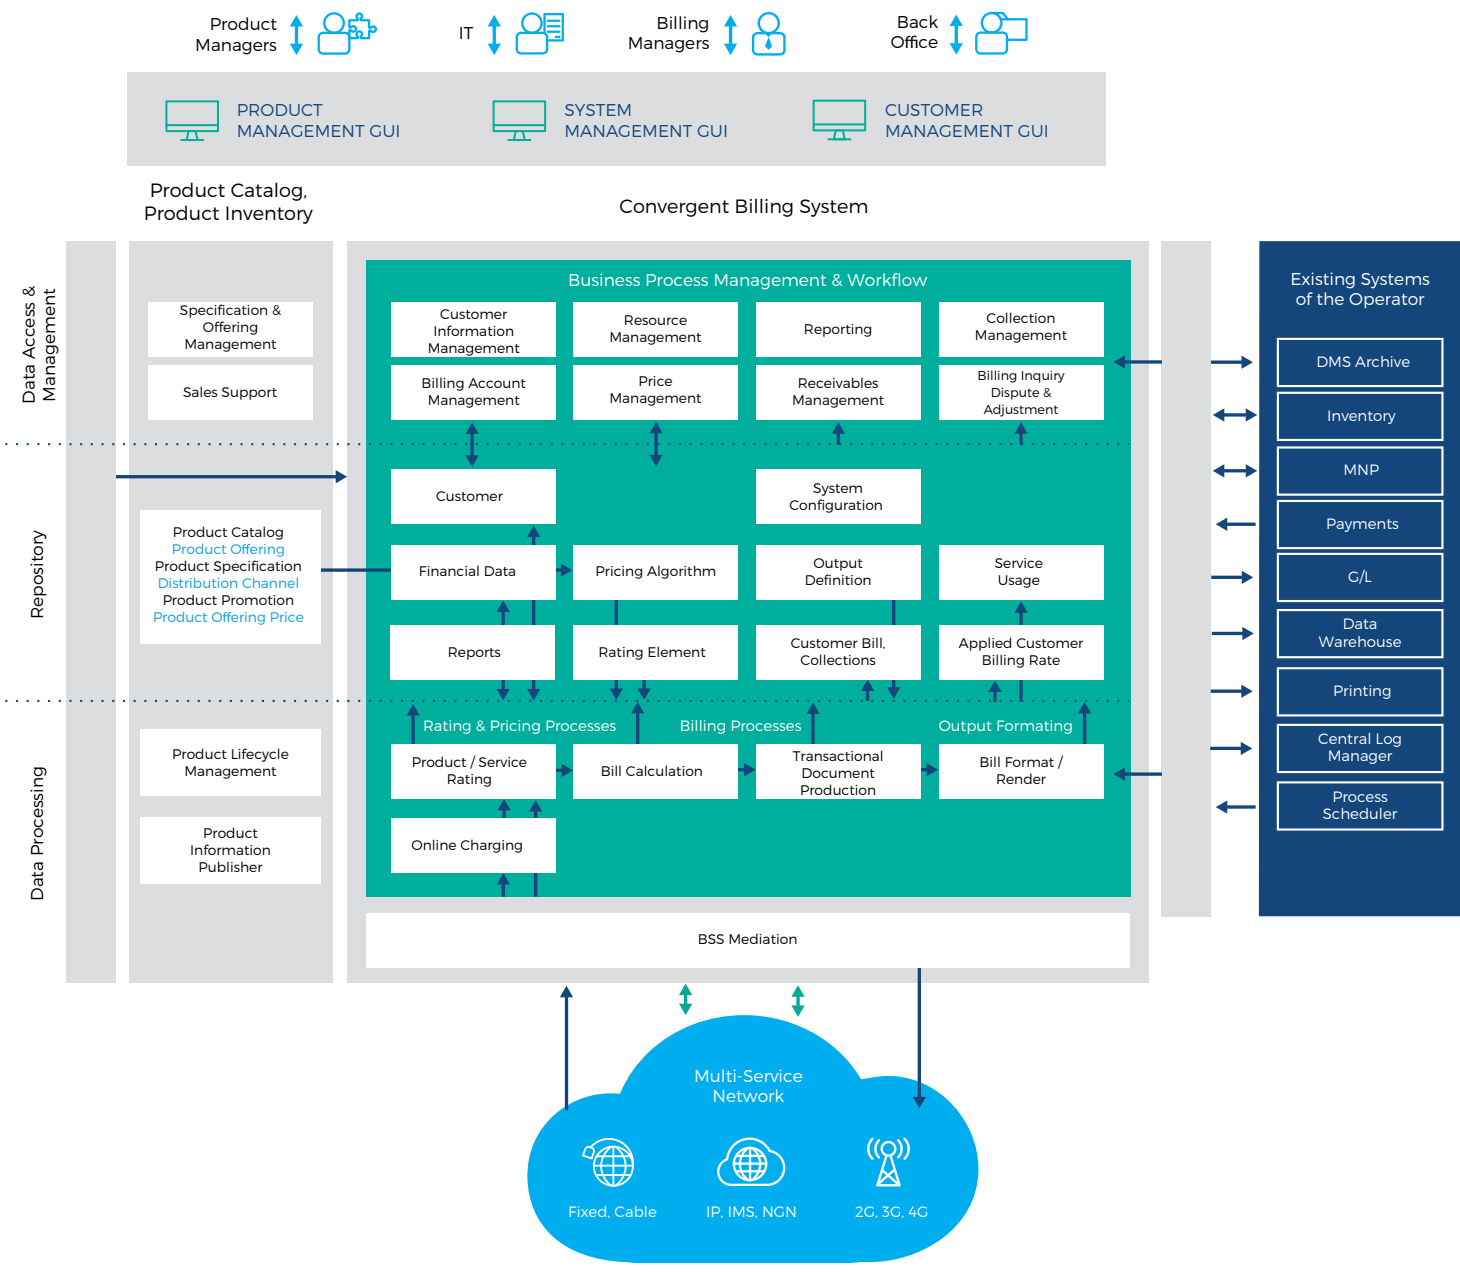 Product
Managers
IT
Billing
Managers
Back
Office
PRODUCT
MANAGEMENT GUI
SYSTEM
MANAGEMENT GUI
CUSTOMER
MANAGEMENT GUI
Product Catalog,
Product Inventory
Convergent Billing System
Data Access &
Management
Repository
Data Processing
Specification &
Offering
Management
Sales Support
Product Catalog
Product Offering
Product Specification
Distribution Channel
Product Promotion
Product Offering Price
Product Lifecycle
Management
Product
Information
Publisher
Business Process Management & Workflow
Customer
Information
Management
Resource
Management
Reporting
Collection
Management
Billing Account
Management
Price
Management
Receivables
Management
Billing Inquiry
Dispute &
Adjustment
Customer
System
Configuration
Financial Data
Pricing Algorithm
Output
Definition
Service
Usage
Reports
Rating Element
Customer Bill,
Collections
Applied Customer
Billing Rate
Rating & Pricing Processes
Billing Processes
Output Formating
Product / Service
Rating
Bill Calculation
Transactional
Document
Production
Bill Format /
Render
Online Charging
BSS Mediation
Existing Systems
of the Operator
DMS Archive
Inventory
MNP
Payments
G/L
Data
Warehouse
Printing
Central Log
Manager
Process
Scheduler
Multi-Service
Network
Fixed, Cable
IP, IMS, NGN
2G, 3G, 4G